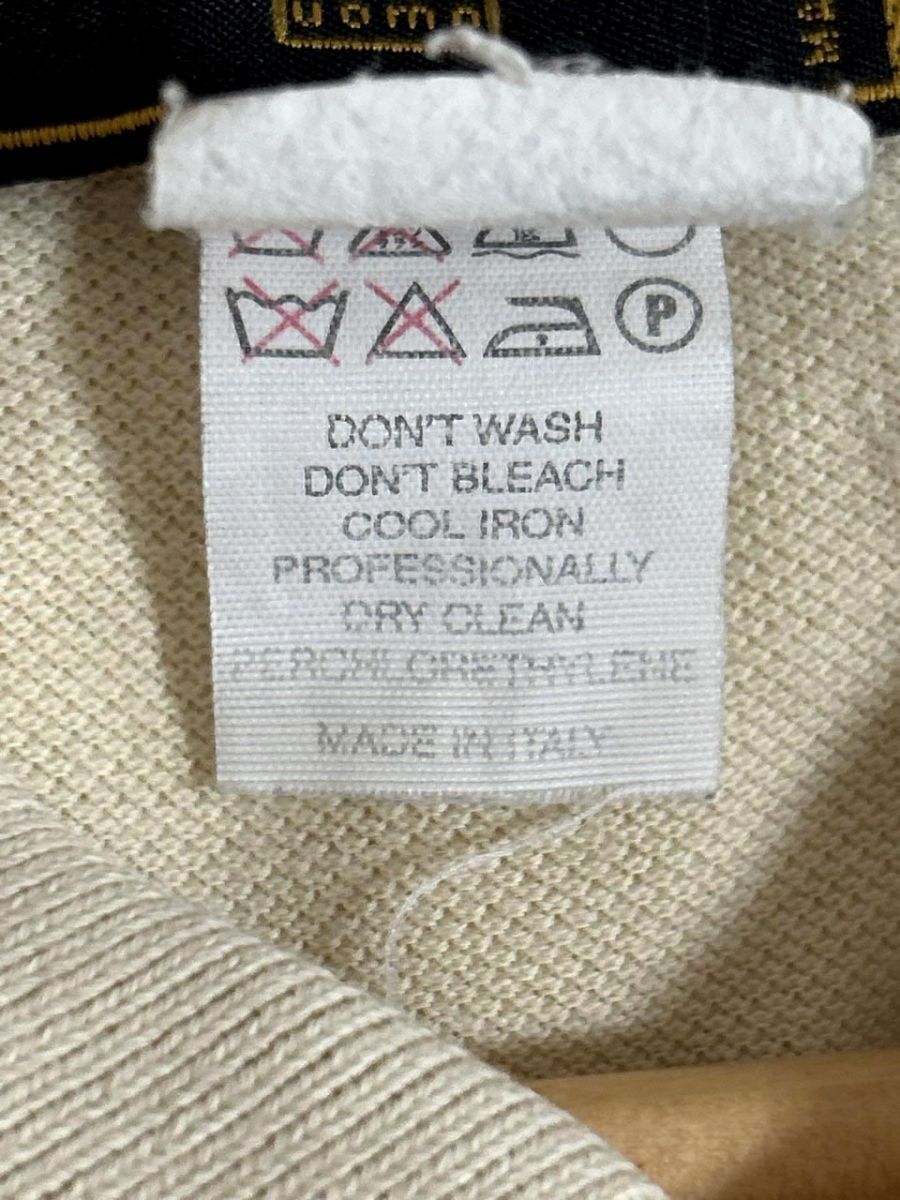 uomo
P
DON'T WASH
DON'T BLEACH
COOL IRON
PROFESSIONALLY
DRY CLEAN
PERCHLORETHYLENE
MADE IN ITALY